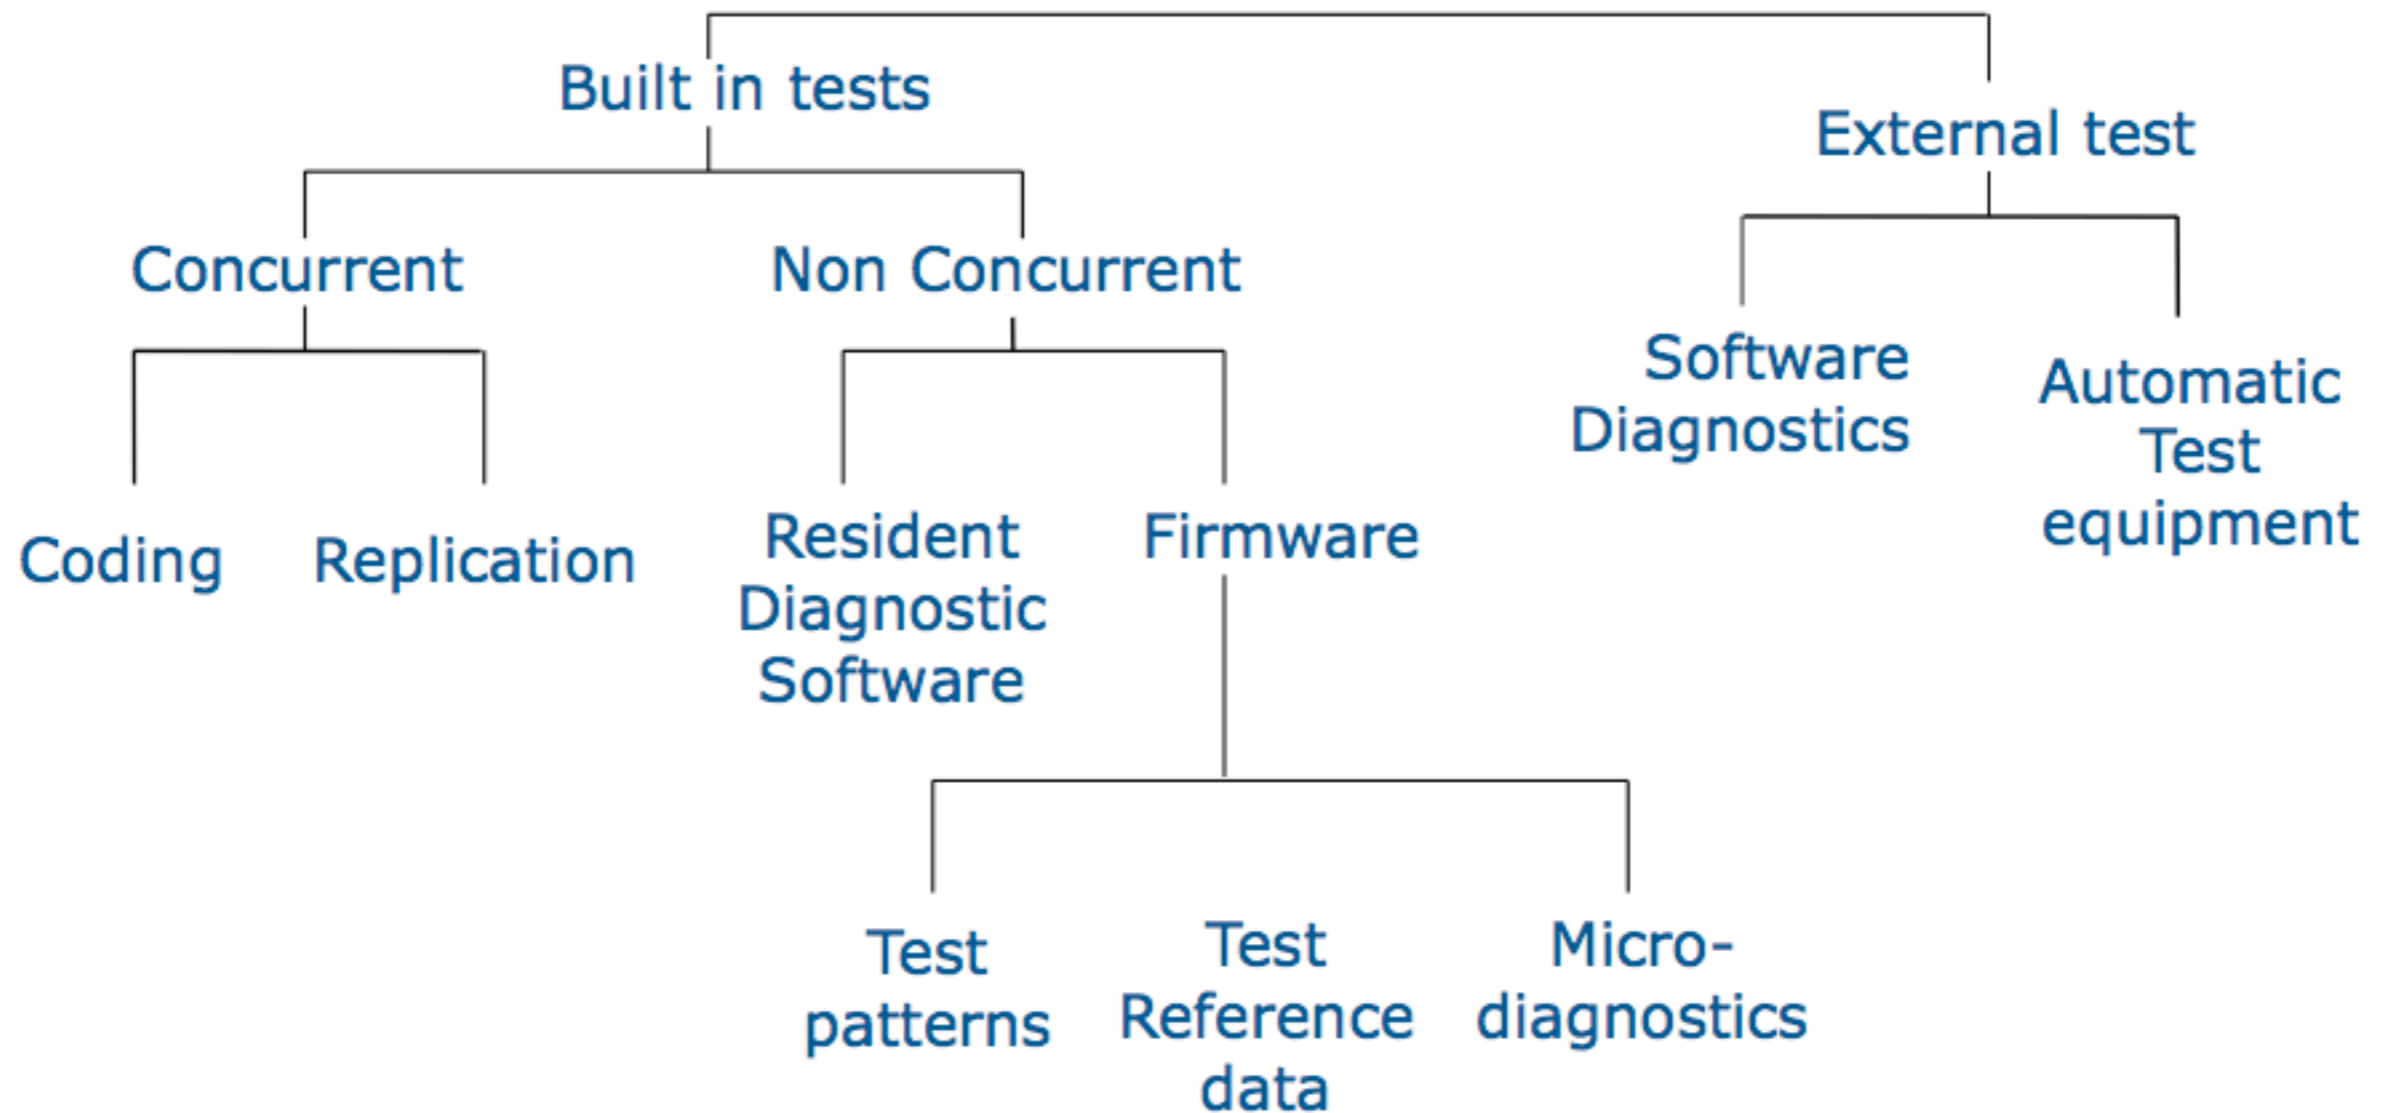 Built in tests
External test
Concurrent
Non Concurrent
Software
Diagnostics
Automatic
Test
equipment
Coding
Replication
Resident
Diagnostic
Software
Firmware
Test
patterns
Test
Reference
data
Micro-
diagnostics